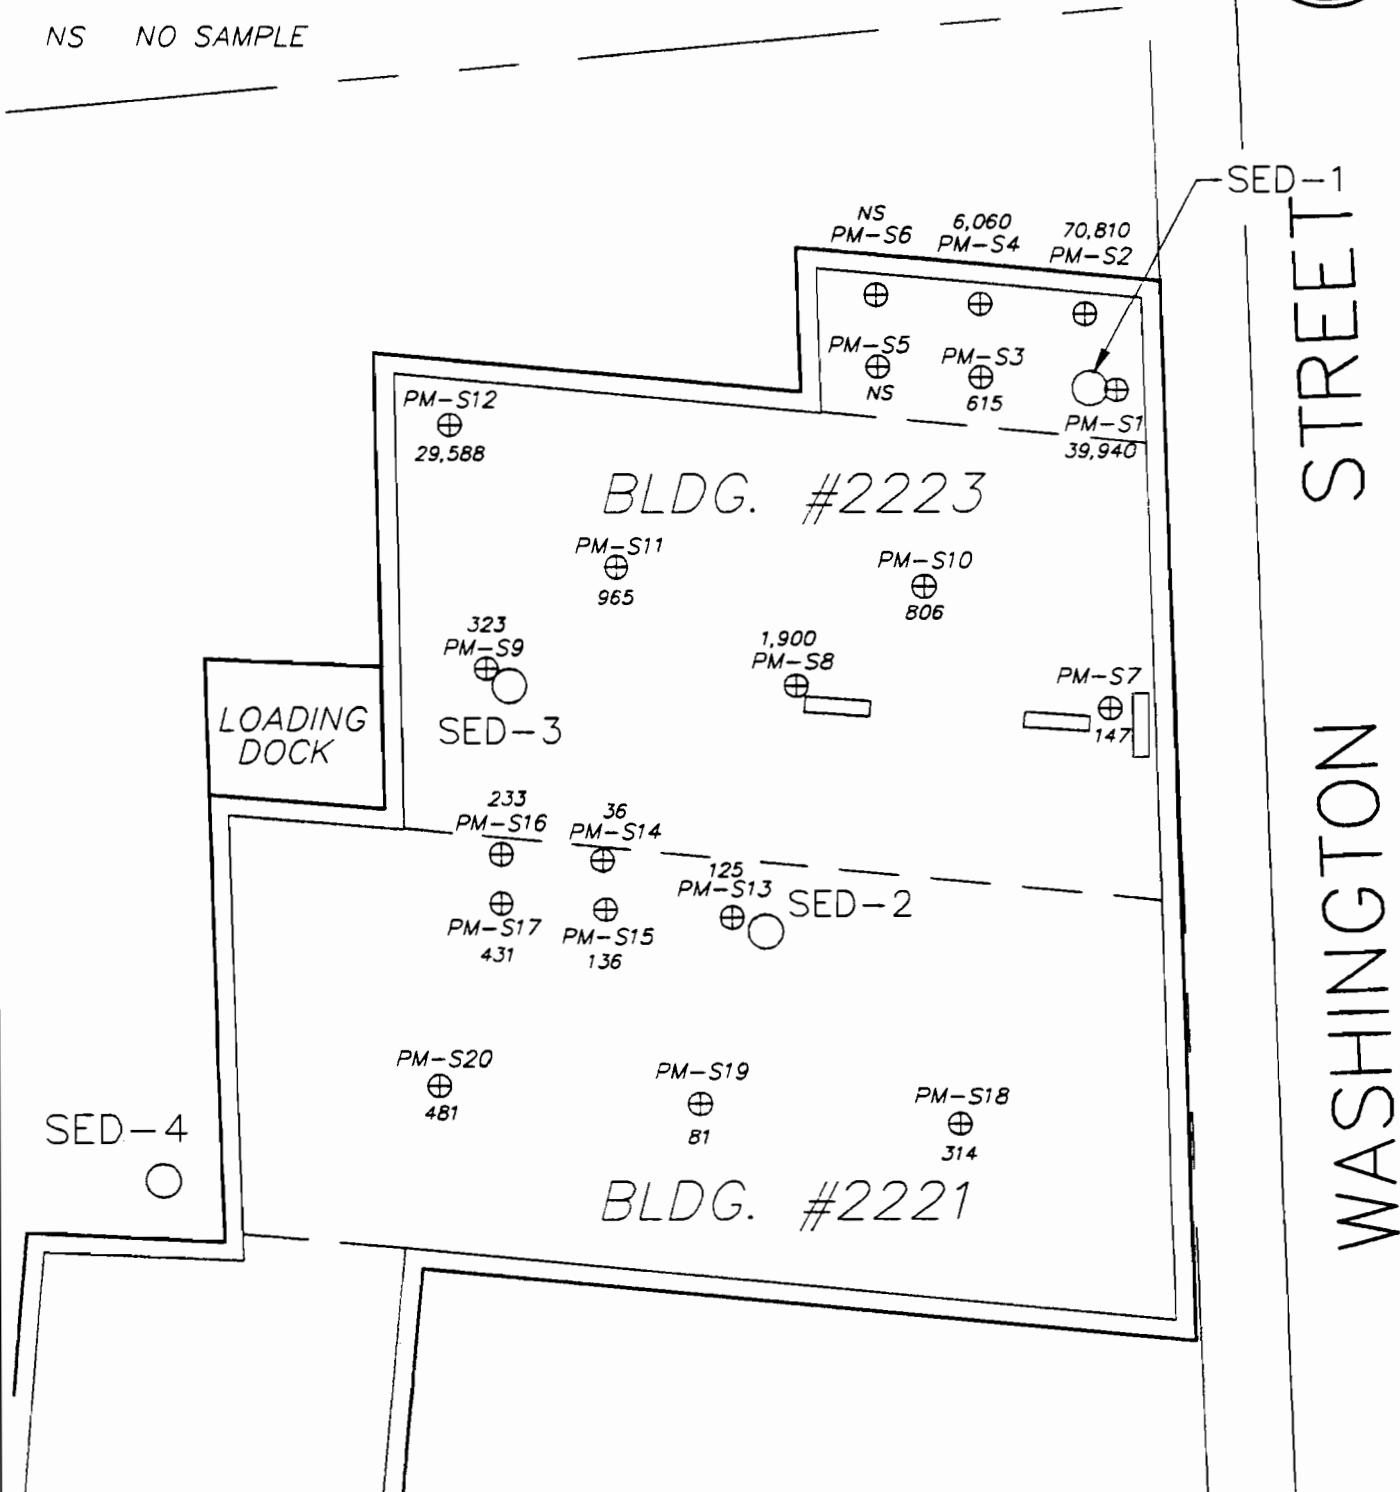 NS NO SAMPLE
SED-1
NS
PM-S6
6,060
PM-S4
70,810
PM-S2
PM-S5
NS
PM-S3
615
PM-S1
39,940
PM-S12
29,588
BLDG. #2223
PM-S11
965
PM-S10
806
323
PM-S9
SED-3
1,900
PM-S8
PM-S7
147
LOADING
DOCK
233
PM-S16
36
PM-S14
125
PM-S13
SED-2
PM-S17
431
PM-S15
136
PM-S20
481
PM-S19
81
PM-S18
314
SED-4
BLDG. #2221
WASHINGTON STREET